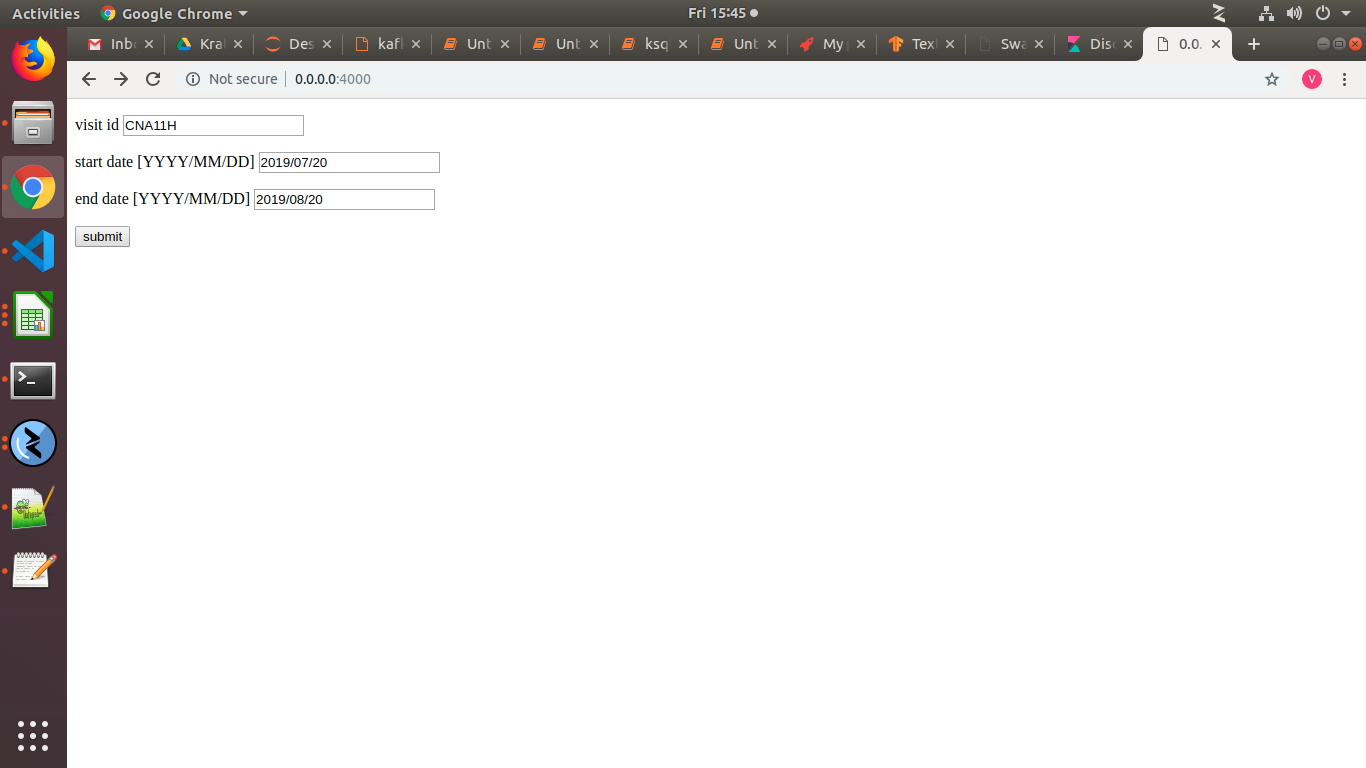 Activities Google Chrome Fri 15:45
Inb Kra Des kafl Unt Unt ksq Unt My Text Swa Disc 0.0.
Not secure 0.0.0.0:4000 V
visit id CNA11H
start date [YYYY/MM/DD] 2019/07/20
end date [YYYY/MM/DD] 2019/08/20
submit